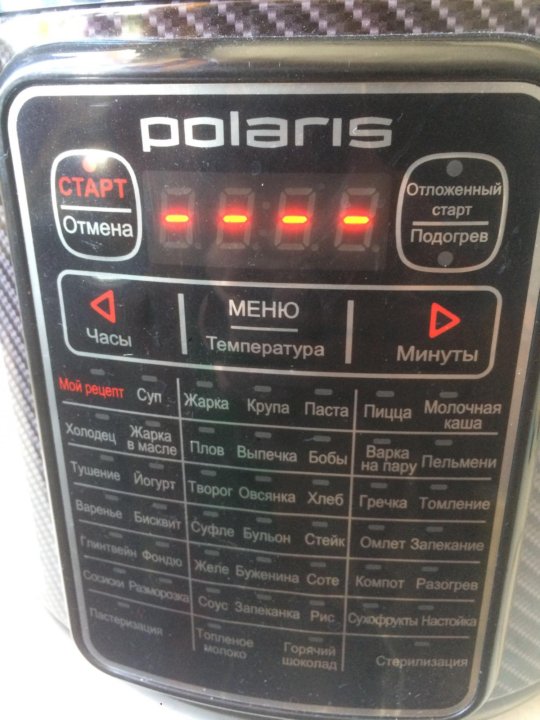 polaris
СТАРТ
Отмена
- - - -
Отложенный
старт
Подогрев
Часы
МЕНЮ
Температура
Минуты
Мой рецепт Суп Жарка Крупа Паста Пицца Молочная каша
Холодец Жарка в масле Плов Выпечка Бобы Варка на пару Пельмени
Тушение Йогурт Творог Овсянка Хлеб Гречка Томление
Варенье Бисквит Суфле Бульон Стейк Омлет Запекание
Глинтвейн Фондю Желе Буженина Соте Компот Разогрев
Сосиски Разморозка Соус Запеканка Рис Сухофрукты Настойка
Пастеризация Топленое молоко Горячий шоколад Стерилизация